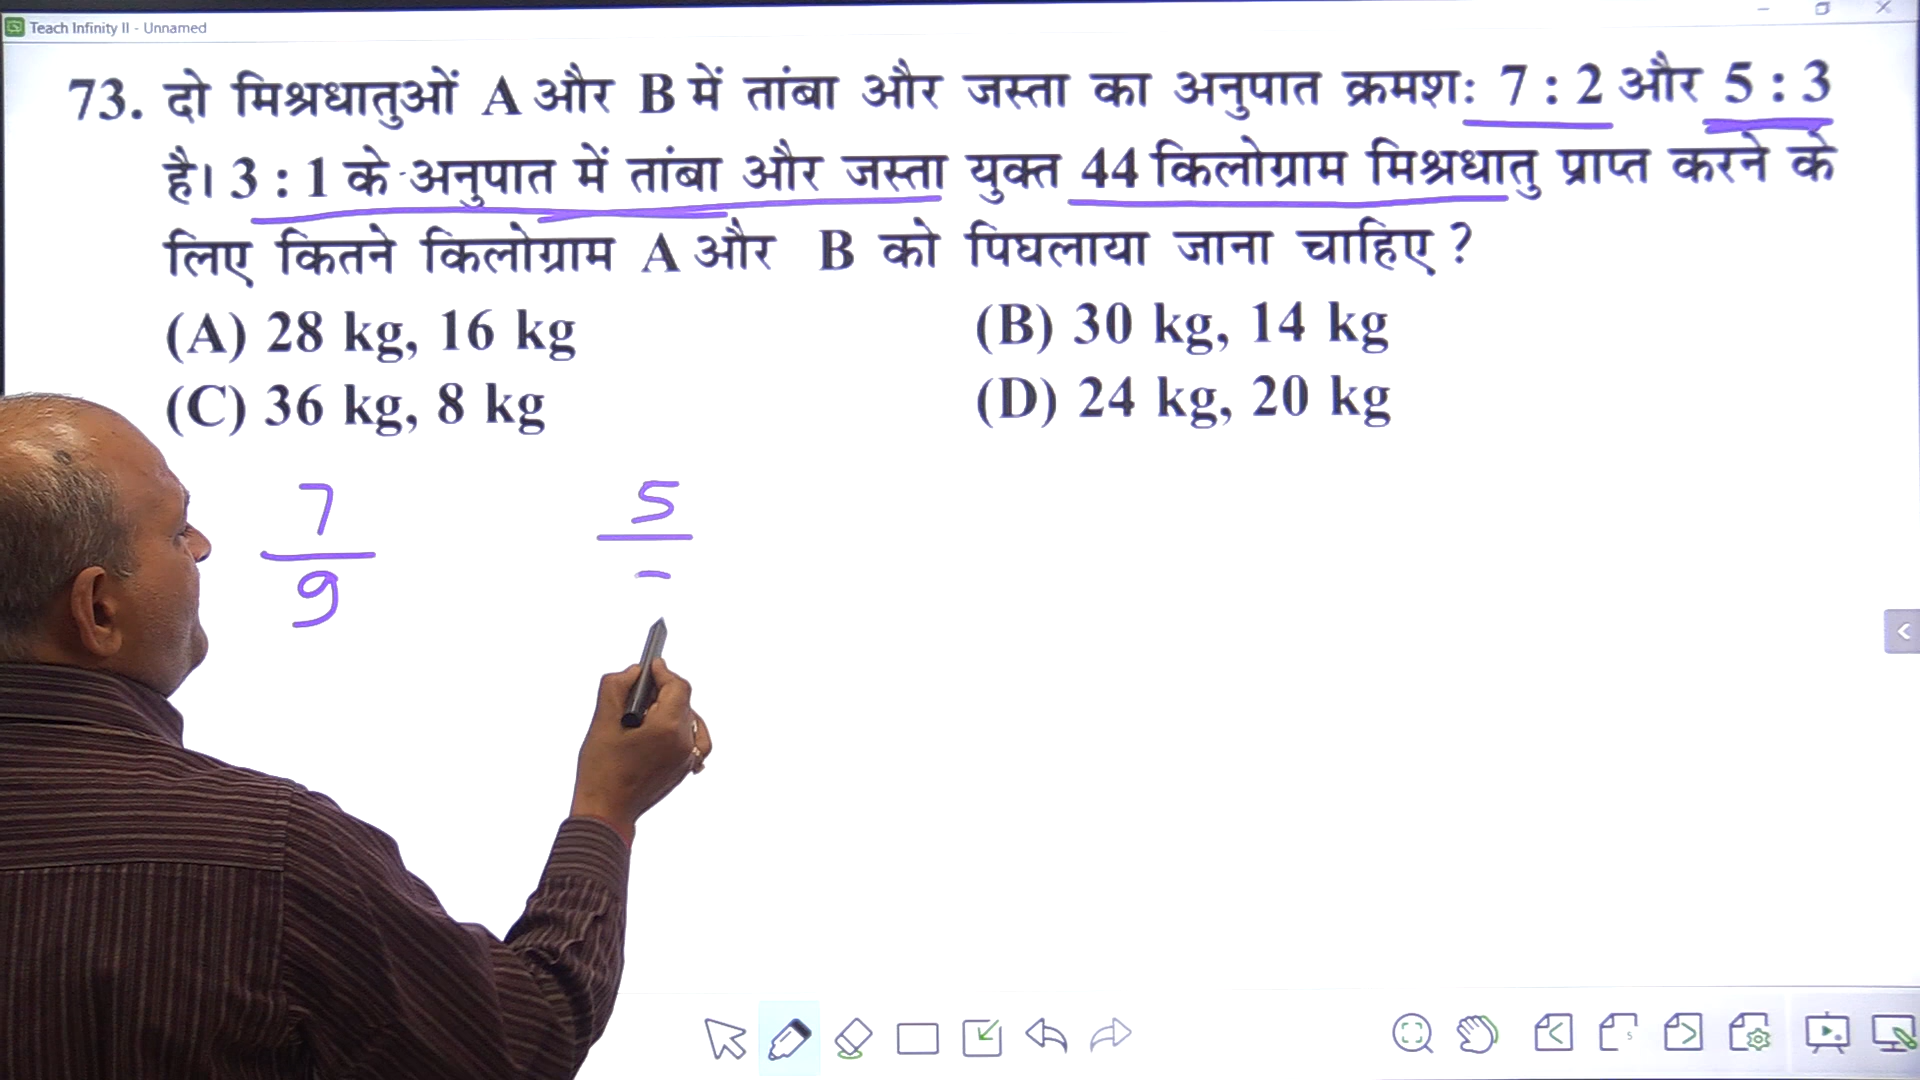 Teach Infinity II - Unnamed
73. दो मिश्रधातुओं A और B में तांबा और जस्ता का अनुपात क्रमशः 7 : 2 और 5 : 3
है। 3 : 1 के अनुपात में तांबा और जस्ता युक्त 44 किलोग्राम मिश्रधातु प्राप्त करने के
लिए कितने किलोग्राम A और B को पिघलाया जाना चाहिए ?
(A) 28 kg, 16 kg (B) 30 kg, 14 kg
(C) 36 kg, 8 kg (D) 24 kg, 20 kg
7 5
9